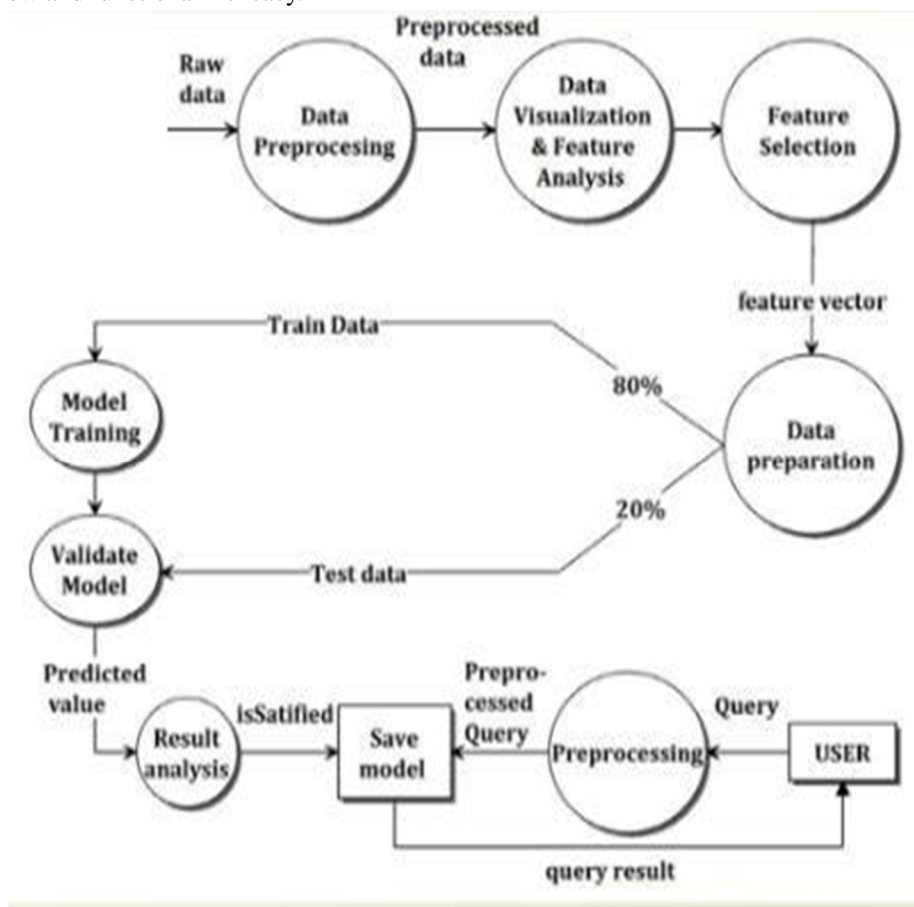 Raw
data
Preprocessed
data
Data
Preprocesing
Data
Visualization
& Feature
Analysis
Feature
Selection
feature vector
Train Data
80%
Model
Training
Data
preparation
20%
Validate
Model
Test data
Predicted
value
isSatified
Result
analysis
Save
model
Prepro-
cessed
Query
Preprocessing
Query
USER
query result